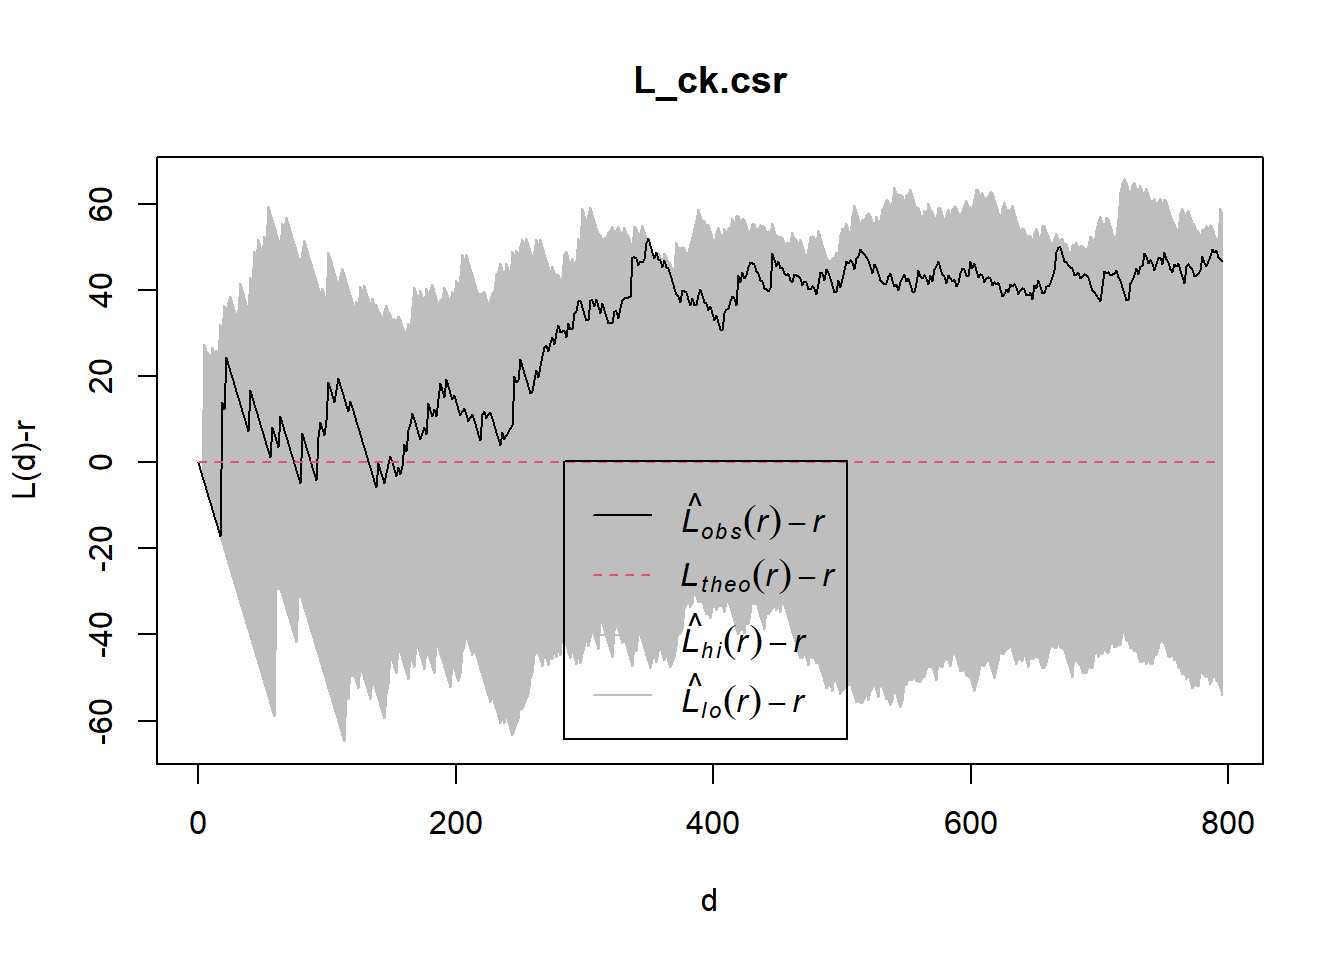 L_ck.csr
L(d)-r
60
40
20
0
-20
-40
-60
L̂obs(r) − r
Ltheo(r) − r
L̂hi(r) − r
L̂lo(r) − r
0 200 400 600 800
d